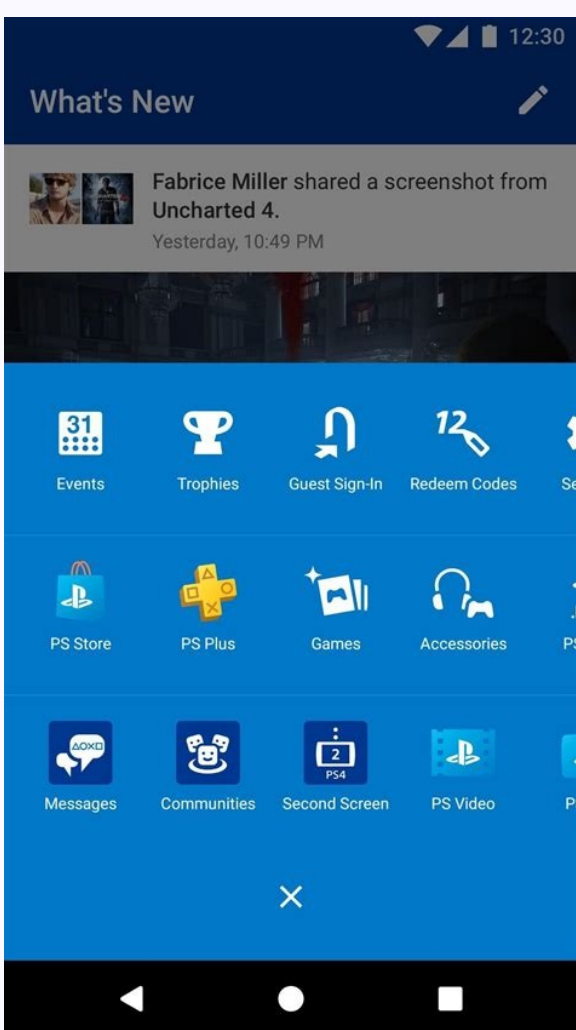 12:30
What's New
Fabrice Miller shared a screenshot from
Uncharted 4.
Yesterday, 10:49 PM
31
12
Events
Trophies
Guest Sign-In
Redeem Codes
Se
PS Store
PS Plus
Games
Accessories
PS
2
PS4
Messages
Communities
Second Screen
PS Video
P